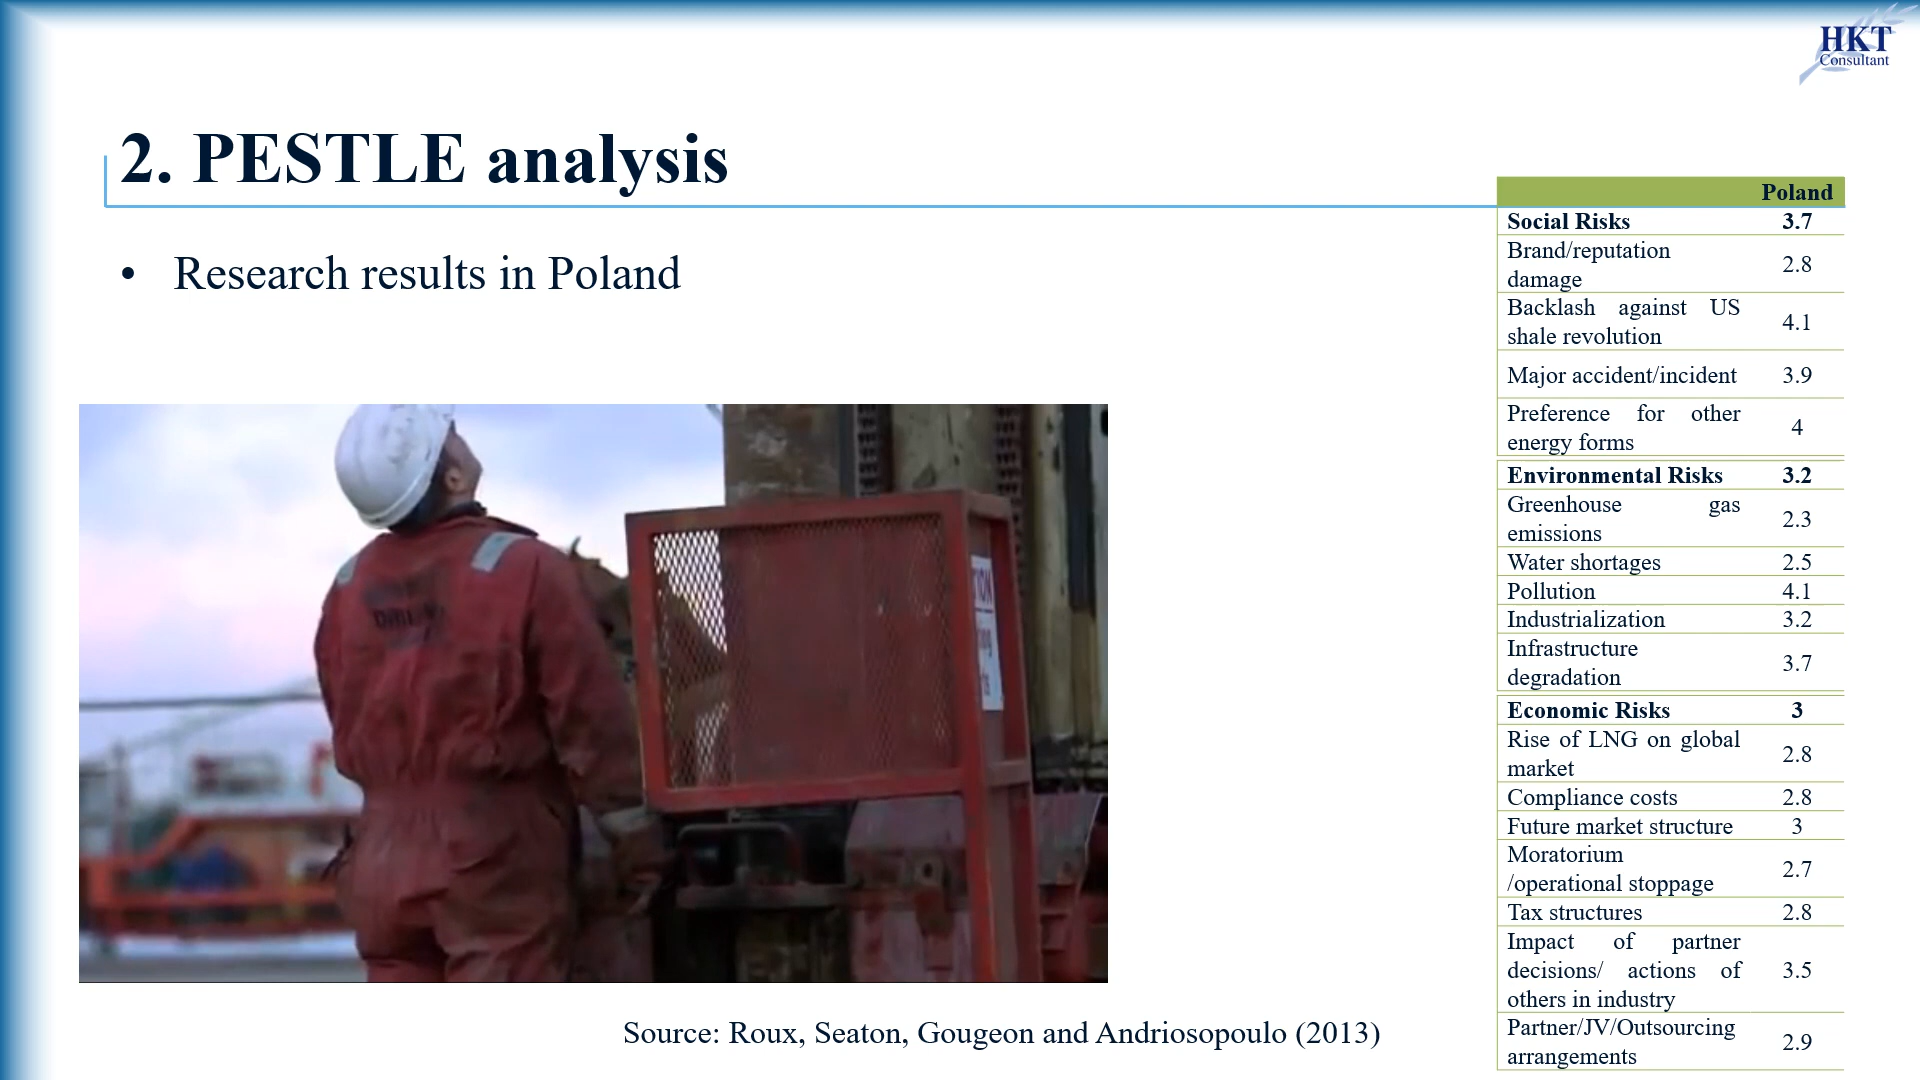 HKT
Consultant
2. PESTLE analysis
• Research results in Poland
Poland
Social Risks 3.7
Brand/reputation
damage 2.8
Backlash against US
shale revolution 4.1
Major accident/incident 3.9
Preference for other
energy forms 4
Environmental Risks 3.2
Greenhouse gas
emissions 2.3
Water shortages 2.5
Pollution 4.1
Industrialization 3.2
Infrastructure
degradation 3.7
Economic Risks 3
Rise of LNG on global
market 2.8
Compliance costs 2.8
Future market structure 3
Moratorium
/operational stoppage 2.7
Tax structures 2.8
Impact of partner
decisions/ actions of
others in industry 3.5
Partner/JV/Outsourcing
arrangements 2.9
Source: Roux, Seaton, Gougeon and Andriosopoulo (2013)